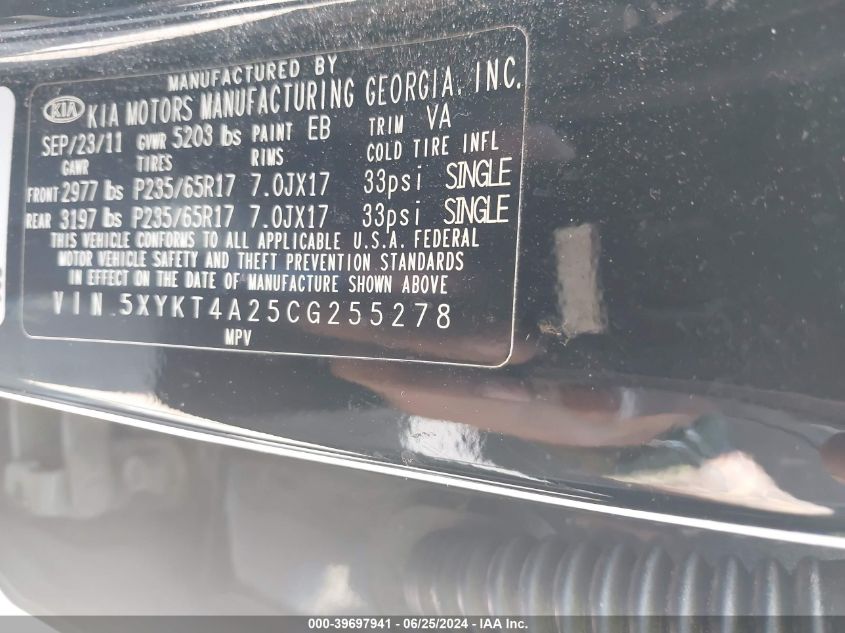 MANUFACTURED BY
KIA KIA MOTORS MANUFACTURING GEORGIA, INC.
SEP/23/11 GVWR 5203 lbs PAINT EB TRIM VA
GAWR TIRES RIMS COLD TIRE INFL
FRONT 2977 lbs P235/65R17 7.0JX17 33psi SINGLE
REAR 3197 lbs P235/65R17 7.0JX17 33psi SINGLE
THIS VEHICLE CONFORMS TO ALL APPLICABLE U.S.A. FEDERAL
MOTOR VEHICLE SAFETY AND THEFT PREVENTION STANDARDS
IN EFFECT ON THE DATE OF MANUFACTURE SHOWN ABOVE
VIN 5XYKT4A25CG255278
MPV
000-39697941 / 06/25/2024 - IAA Inc.